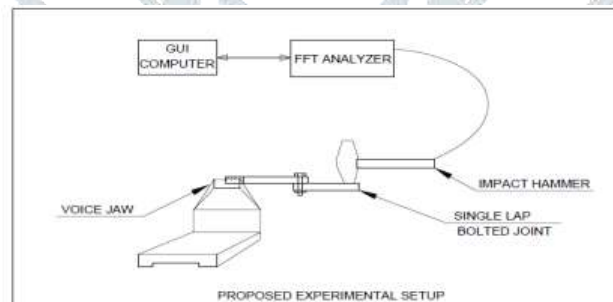 GUI
COMPUTER
FFT ANALYZER
IMPACT HAMMER
VOICE JAW
SINGLE LAP
BOLTED JOINT
PROPOSED EXPERIMENTAL SETUP